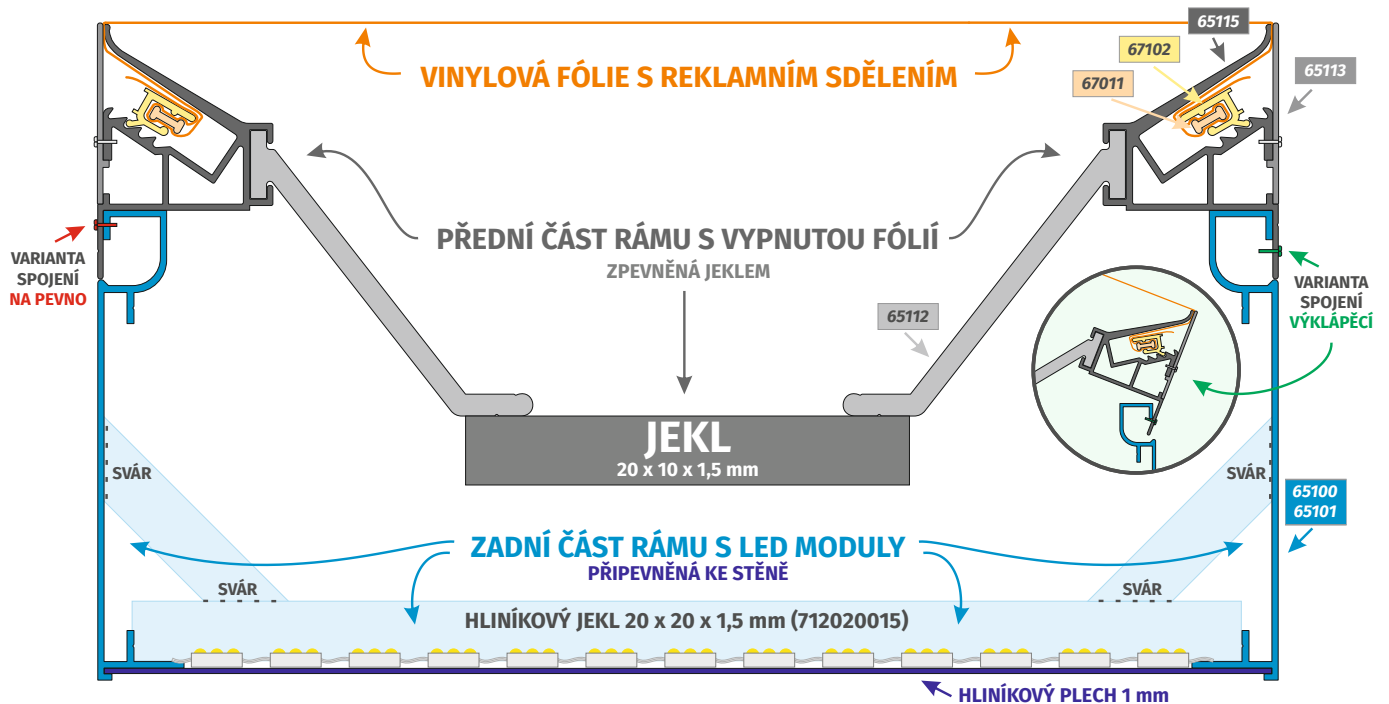 65115
67102
VINYLOVÁ FÓLIE S REKLAMNÍM SDĚLENÍM
65113
67011
PŘEDNÍ ČÁST RÁMU S VYPNUTOU FÓLIÍ
ZPEVNĚNÁ JEKLEM
VARIANTA
SPOJENÍ
NA PEVNO
VARIANTA
SPOJENÍ
VÝKLÁPĚCÍ
65112
JEKL
20 x 10 x 1,5 mm
SVÁR
SVÁR
65100
65101
ZADNÍ ČÁST RÁMU S LED MODULY
PŘIPEVNĚNÁ KE STĚNĚ
SVÁR
SVÁR
HLINÍKOVÝ JEKL 20 x 20 x 1,5 mm (712020015)
HLINÍKOVÝ PLECH 1 mm